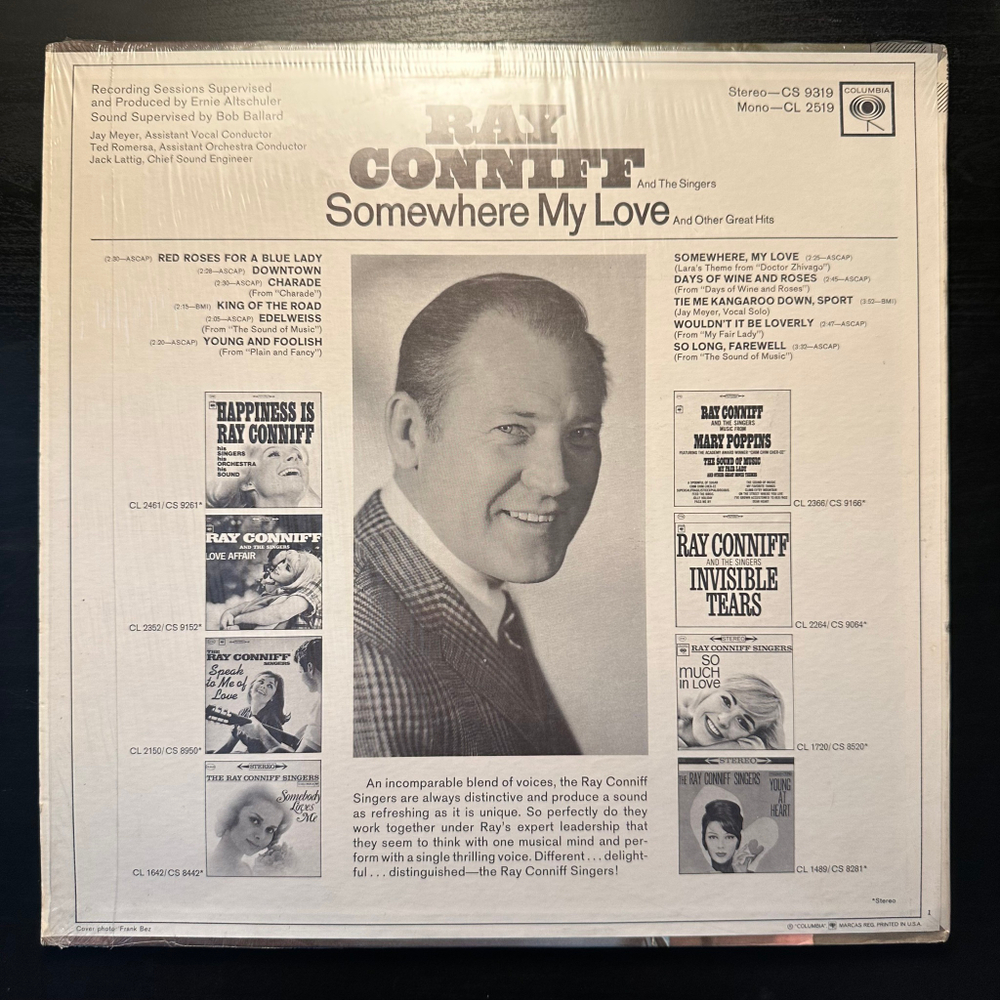 Recording Sessions Supervised
and Produced by Ernie Altschuler
Sound Supervised by Bob Ballard
Jay Meyer, Assistant Vocal Conductor
Ted Romersa, Assistant Orchestra Conductor
Jack Lattig, Chief Sound Engineer
Stereo—CS 9319
Mono—CL 2519
COLUMBIA
RAY
CONNIFF And The Singers
Somewhere My Love And Other Great Hits
(2:30—ASCAP) RED ROSES FOR A BLUE LADY
(2:28—ASCAP) DOWNTOWN
(2:30—ASCAP) CHARADE
(From "Charade")
(2:15—BMI) KING OF THE ROAD
(2:05—ASCAP) EDELWEISS
(From "The Sound of Music")
(2:20—ASCAP) YOUNG AND FOOLISH
(From "Plain and Fancy")
SOMEWHERE, MY LOVE (2:25—ASCAP)
(Lara's Theme from "Doctor Zhivago")
DAYS OF WINE AND ROSES (2:45—ASCAP)
(From "Days of Wine and Roses")
TIE ME KANGAROO DOWN, SPORT (3:52—BMI)
(Jay Meyer, Vocal Solo)
WOULDN'T IT BE LOVERLY (2:47—ASCAP)
(From "My Fair Lady")
SO LONG, FAREWELL (3:32—ASCAP)
(From "The Sound of Music")
HAPPINESS IS
RAY CONNIFF
his
SINGERS
his
ORCHESTRA
his
SOUND
CL 2461/CS 9261*
RAY CONNIFF
AND THE SINGERS
LOVE AFFAIR
CL 2352/CS 9152*
THE
RAY CONNIFF
SINGERS
Speak
to Me of
Love
CL 2150/CS 8950*
STEREO
THE RAY CONNIFF SINGERS
Somebody
Loves
Me
CL 1642/CS 8442*
RAY CONNIFF
AND THE SINGERS
MUSIC FROM
MARY POPPINS
THE SOUND OF MUSIC
MY FAIR LADY
AND OTHER GREAT MOVIE THEMES
CL 2366/CS 9166*
RAY CONNIFF
AND THE SINGERS
INVISIBLE
TEARS
CL 2264/CS 9064*
STEREO
RAY CONNIFF SINGERS
SO
MUCH
IN LOVE
CL 1720/CS 8520*
STEREO
THE RAY CONNIFF SINGERS
YOUNG
AT
HEART
CL 1489/CS 8281*
An incomparable blend of voices, the Ray Conniff
Singers are always distinctive and produce a sound
as refreshing as it is unique. So perfectly do they
work together under Ray's expert leadership that
they seem to think with one musical mind and per-
form with a single thrilling voice. Different . . . delight-
ful . . . distinguished—the Ray Conniff Singers!
*Stereo
1
Cover photo: Frank Bez
Ⓟ "COLUMBIA", MARCAS REG. PRINTED IN U.S.A.